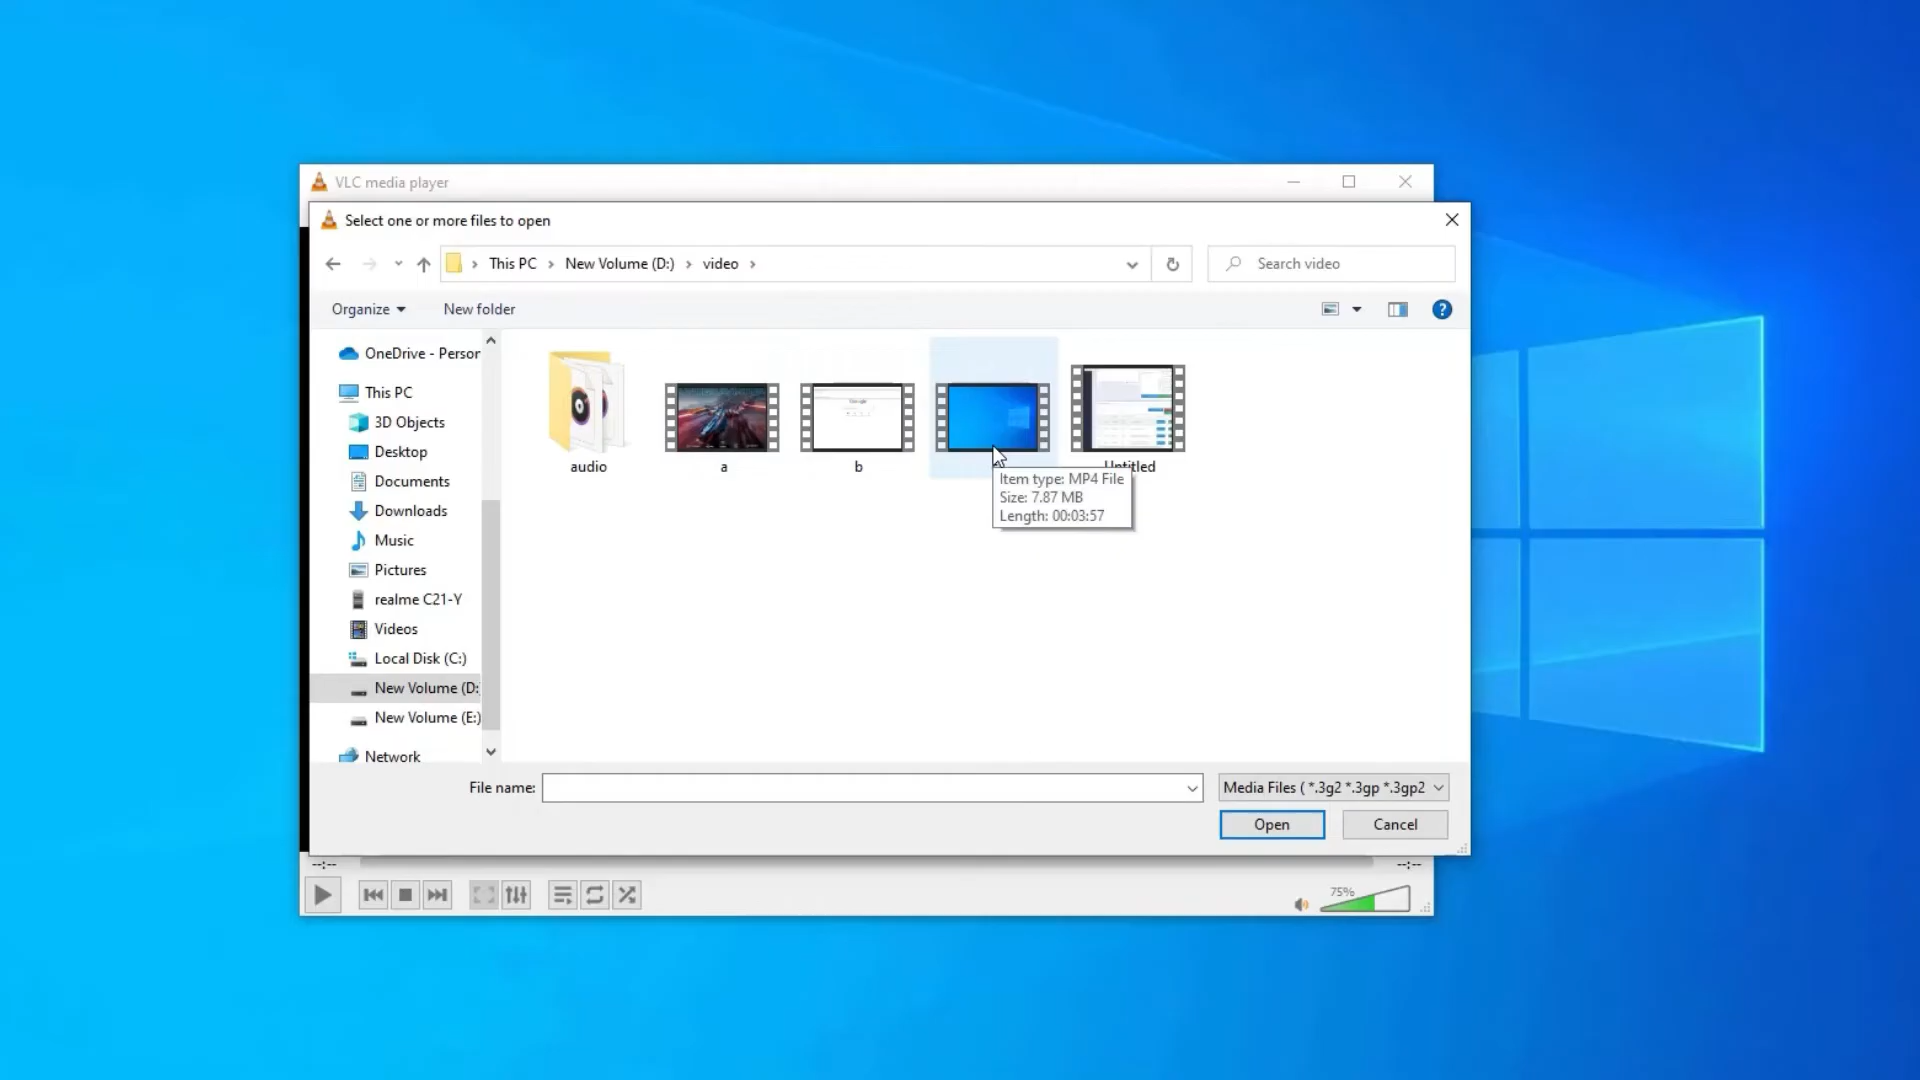 VLC media player
Select one or more files to open
This PC
New Volume (D:)
video
Search video
Organize
New folder
?
OneDrive - Person
This PC
3D Objects
Desktop
Documents
Downloads
Music
Pictures
realme C21-Y
Videos
Local Disk (C:)
New Volume (D:
New Volume (E:)
Network
audio
a
b
Untitled
Item type: MP4 File
Size: 7.87 MB
Length: 00:03:57
File name:
Media Files ( *.3g2 *.3gp *.3gp2
Open
Cancel
--:--
--:--
75%